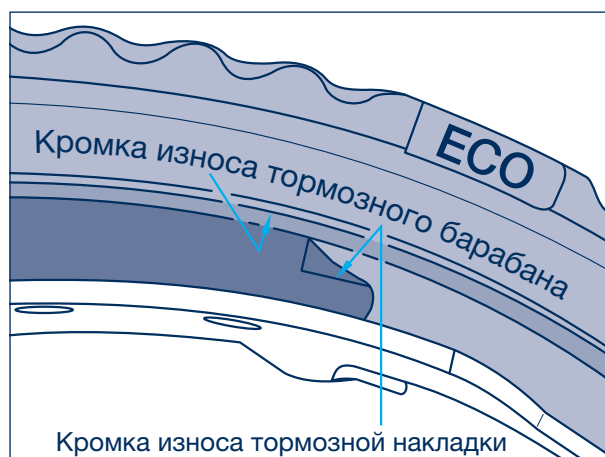 ECO
Кромка износа тормозного барабана
Кромка износа тормозной накладки